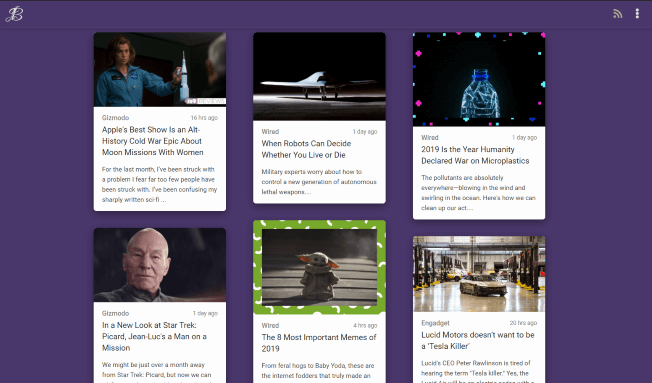 B
Gizmodo 16 hrs ago
Apple's Best Show Is an Alt-
History Cold War Epic About
Moon Missions With Women
For the last month, I've been struck with
a problem I fear far too few people have
been struck with. I've been confusing my
sharply written sci-fi ...
Wired 1 day ago
When Robots Can Decide
Whether You Live or Die
Military experts worry about how to
control a new generation of autonomous
lethal weapons....
Wired 1 day ago
2019 Is the Year Humanity
Declared War on Microplastics
The pollutants are absolutely
everywhere—blowing in the wind and
swirling in the ocean. Here's how we can
clean up our act....
Gizmodo 1 day ago
In a New Look at Star Trek:
Picard, Jean-Luc's a Man on a
Mission
We might be just over a month away
from Star Trek: Picard, but now we can
Wired 4 hrs ago
The 8 Most Important Memes of
2019
From feral hogs to Baby Yoda, these are
the internet fodders that truly made an
Engadget 20 hrs ago
Lucid Motors doesn't want to be
a 'Tesla killer'
Lucid's CEO Peter Rawlinson is tired of
hearing the term "Tesla killer." Yes, the